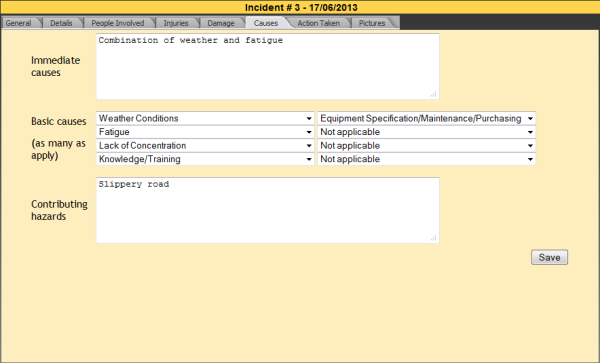 Incident # 3 - 17/06/2013
General Details People Involved Injuries Damage Causes Action Taken Pictures
Immediate causes
Combination of weather and fatigue
Basic causes
(as many as apply)
Weather Conditions Equipment Specification/Maintenance/Purchasing
Fatigue Not applicable
Lack of Concentration Not applicable
Knowledge/Training Not applicable
Contributing hazards
Slippery road
Save